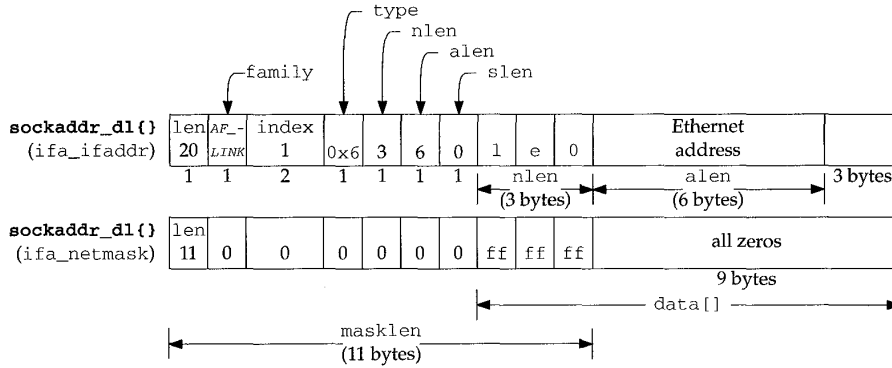 type
nlen
alen
family
slen
sockaddr_dl{} len AF_- index Ethernet
(ifa_ifaddr) 20 LINK 1 0x6 3 6 0 l e 0 address
1 1 2 1 1 1 1 nlen alen 3 bytes
(3 bytes) (6 bytes)
sockaddr_dl{} len
(ifa_netmask) 11 0 0 0 0 0 0 ff ff ff all zeros
9 bytes
data[]
masklen
(11 bytes)